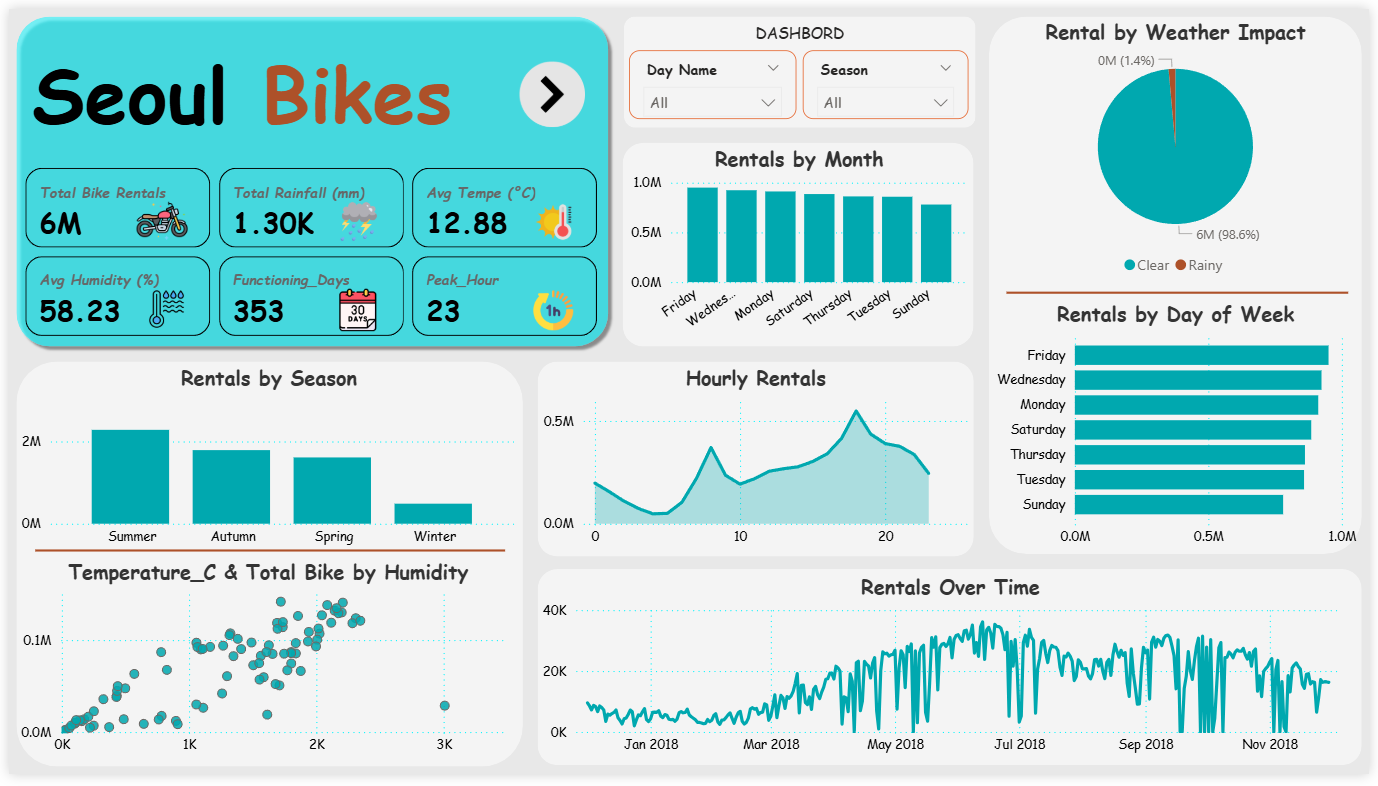 Seoul Bikes
Total Bike Rentals
6M
Total Rainfall (mm)
1.30K
Avg Tempe (°C)
12.88
Avg Humidity (%)
58.23
Functioning_Days
353
30
DAYS
Peak_Hour
23
1h
DASHBORD
Day Name
All
Season
All
Rentals by Month
1.0M
0.5M
0.0M
Friday
Wednes...
Monday
Saturday
Thursday
Tuesday
Sunday
Rental by Weather Impact
0M (1.4%)
6M (98.6%)
Clear
Rainy
Rentals by Day of Week
Friday
Wednesday
Monday
Saturday
Thursday
Tuesday
Sunday
0.0M 0.5M 1.0M
Rentals by Season
2M
0M
Summer Autumn Spring Winter
Temperature_C & Total Bike by Humidity
0.1M
0.0M
0K 1K 2K 3K
Hourly Rentals
0.5M
0.0M
0 10 20
Rentals Over Time
40K
20K
0K
Jan 2018 Mar 2018 May 2018 Jul 2018 Sep 2018 Nov 2018